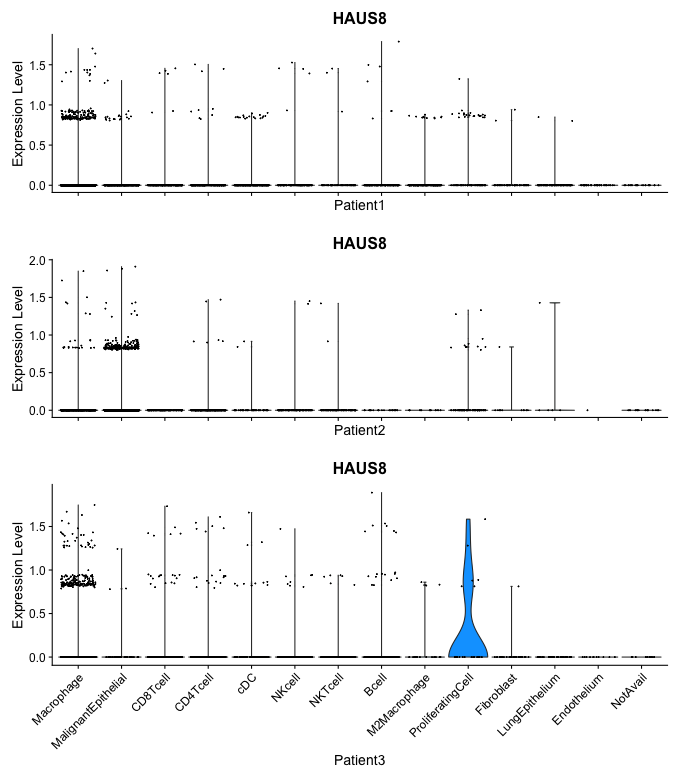 HAUS8
Expression Level
1.5
1.0
0.5
0.0
Patient1
HAUS8
Expression Level
2.0
1.5
1.0
0.5
0.0
Patient2
HAUS8
Expression Level
1.5
1.0
0.5
0.0
Macrophage
MalignantEpithelial
CD8Tcell
CD4Tcell
cDC
NKcell
NKTcell
Bcell
M2Macrophage
ProliferatingCell
Fibroblast
LungEpithelium
Endothelium
NotAvail
Patient3